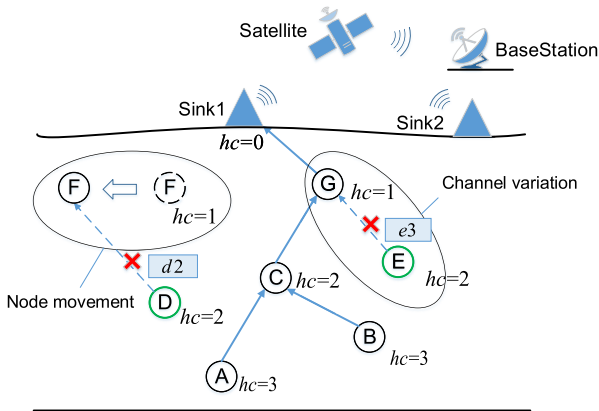 Satellite
BaseStation
Sink1
Sink2
hc=0
F
F
hc=1
G
hc=1
Channel variation
e3
E
hc=2
d2
Node movement
D
hc=2
C
hc=2
B
hc=3
A
hc=3